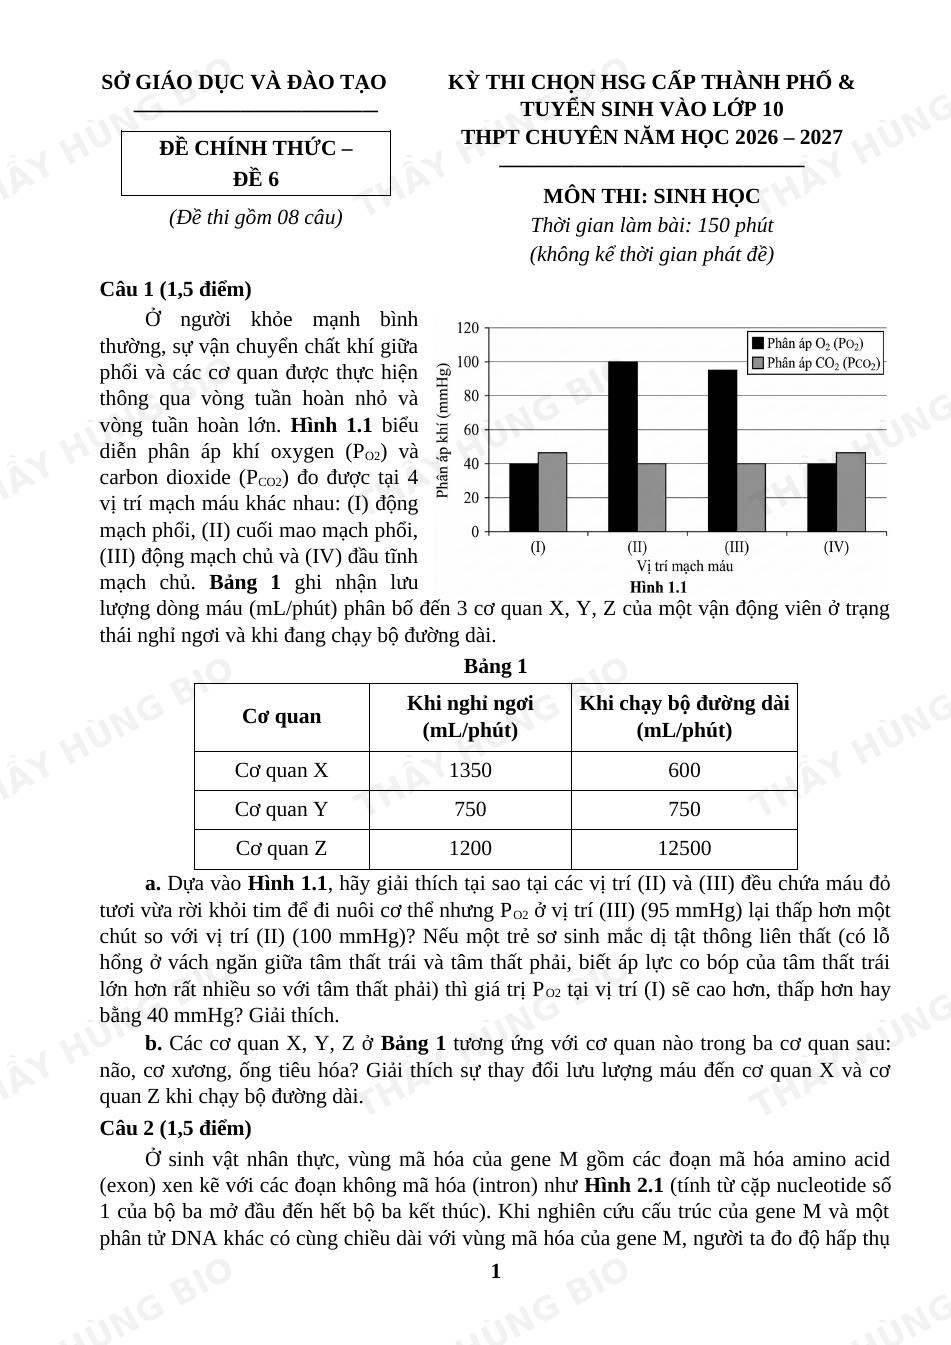 SỞ GIÁO DỤC VÀ ĐÀO TẠO
ĐỀ CHÍNH THỨC –
ĐỀ 6
(Đề thi gồm 08 câu)
KỲ THI CHỌN HSG CẤP THÀNH PHỐ &
TUYỂN SINH VÀO LỚP 10
THPT CHUYÊN NĂM HỌC 2026 – 2027
MÔN THI: SINH HỌC
Thời gian làm bài: 150 phút
(không kể thời gian phát đề)
Câu 1 (1,5 điểm)
Ở người khỏe mạnh bình
thường, sự vận chuyển chất khí giữa
phổi và các cơ quan được thực hiện
thông qua vòng tuần hoàn nhỏ và
vòng tuần hoàn lớn. Hình 1.1 biểu
diễn phân áp khí oxygen (PO2) và
carbon dioxide (PCO2) đo được tại 4
vị trí mạch máu khác nhau: (I) động
mạch phổi, (II) cuối mao mạch phổi,
(III) động mạch chủ và (IV) đầu tĩnh
mạch chủ. Bảng 1 ghi nhận lưu
Phân áp khí (mmHg)
120
100
80
60
40
20
0
Phân áp O2 (PO2)
Phân áp CO2 (PCO2)
(I) (II) (III) (IV)
Vị trí mạch máu
Hình 1.1
lượng dòng máu (mL/phút) phân bố đến 3 cơ quan X, Y, Z của một vận động viên ở trạng
thái nghỉ ngơi và khi đang chạy bộ đường dài.
Bảng 1
Cơ quan Khi nghỉ ngơi (mL/phút) Khi chạy bộ đường dài (mL/phút)
Cơ quan X 1350 600
Cơ quan Y 750 750
Cơ quan Z 1200 12500
a. Dựa vào Hình 1.1, hãy giải thích tại sao tại các vị trí (II) và (III) đều chứa máu đỏ
tươi vừa rời khỏi tim để đi nuôi cơ thể nhưng PO2 ở vị trí (III) (95 mmHg) lại thấp hơn một
chút so với vị trí (II) (100 mmHg)? Nếu một trẻ sơ sinh mắc dị tật thông liên thất (có lỗ
hổng ở vách ngăn giữa tâm thất trái và tâm thất phải, biết áp lực co bóp của tâm thất trái
lớn hơn rất nhiều so với tâm thất phải) thì giá trị PO2 tại vị trí (I) sẽ cao hơn, thấp hơn hay
bằng 40 mmHg? Giải thích.
b. Các cơ quan X, Y, Z ở Bảng 1 tương ứng với cơ quan nào trong ba cơ quan sau:
não, cơ xương, ống tiêu hóa? Giải thích sự thay đổi lưu lượng máu đến cơ quan X và cơ
quan Z khi chạy bộ đường dài.
Câu 2 (1,5 điểm)
Ở sinh vật nhân thực, vùng mã hóa của gene M gồm các đoạn mã hóa amino acid
(exon) xen kẽ với các đoạn không mã hóa (intron) như Hình 2.1 (tính từ cặp nucleotide số
1 của bộ ba mở đầu đến hết bộ ba kết thúc). Khi nghiên cứu cấu trúc của gene M và một
phân tử DNA khác có cùng chiều dài với vùng mã hóa của gene M, người ta đo độ hấp thụ
1
THẦY HÙNG BIO